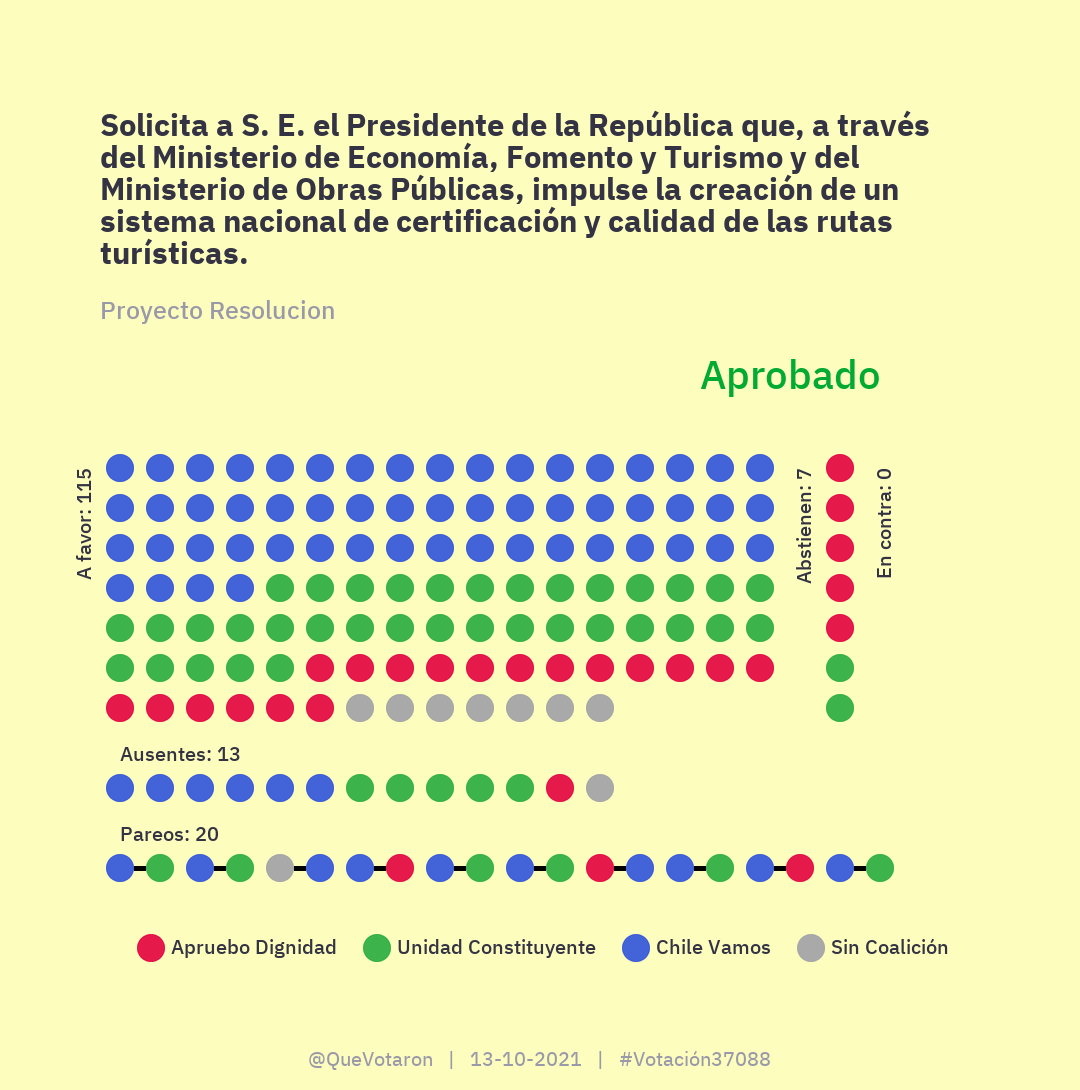 Solicita a S. E. el Presidente de la República que, a través
del Ministerio de Economía, Fomento y Turismo y del
Ministerio de Obras Públicas, impulse la creación de un
sistema nacional de certificación y calidad de las rutas
turísticas.
Proyecto Resolucion
Aprobado
A favor: 115
Abstienen: 7
En contra: 0
Ausentes: 13
Pareos: 20
Apruebo Dignidad
Unidad Constituyente
Chile Vamos
Sin Coalición
@QueVotaron | 13-10-2021 | #Votación37088